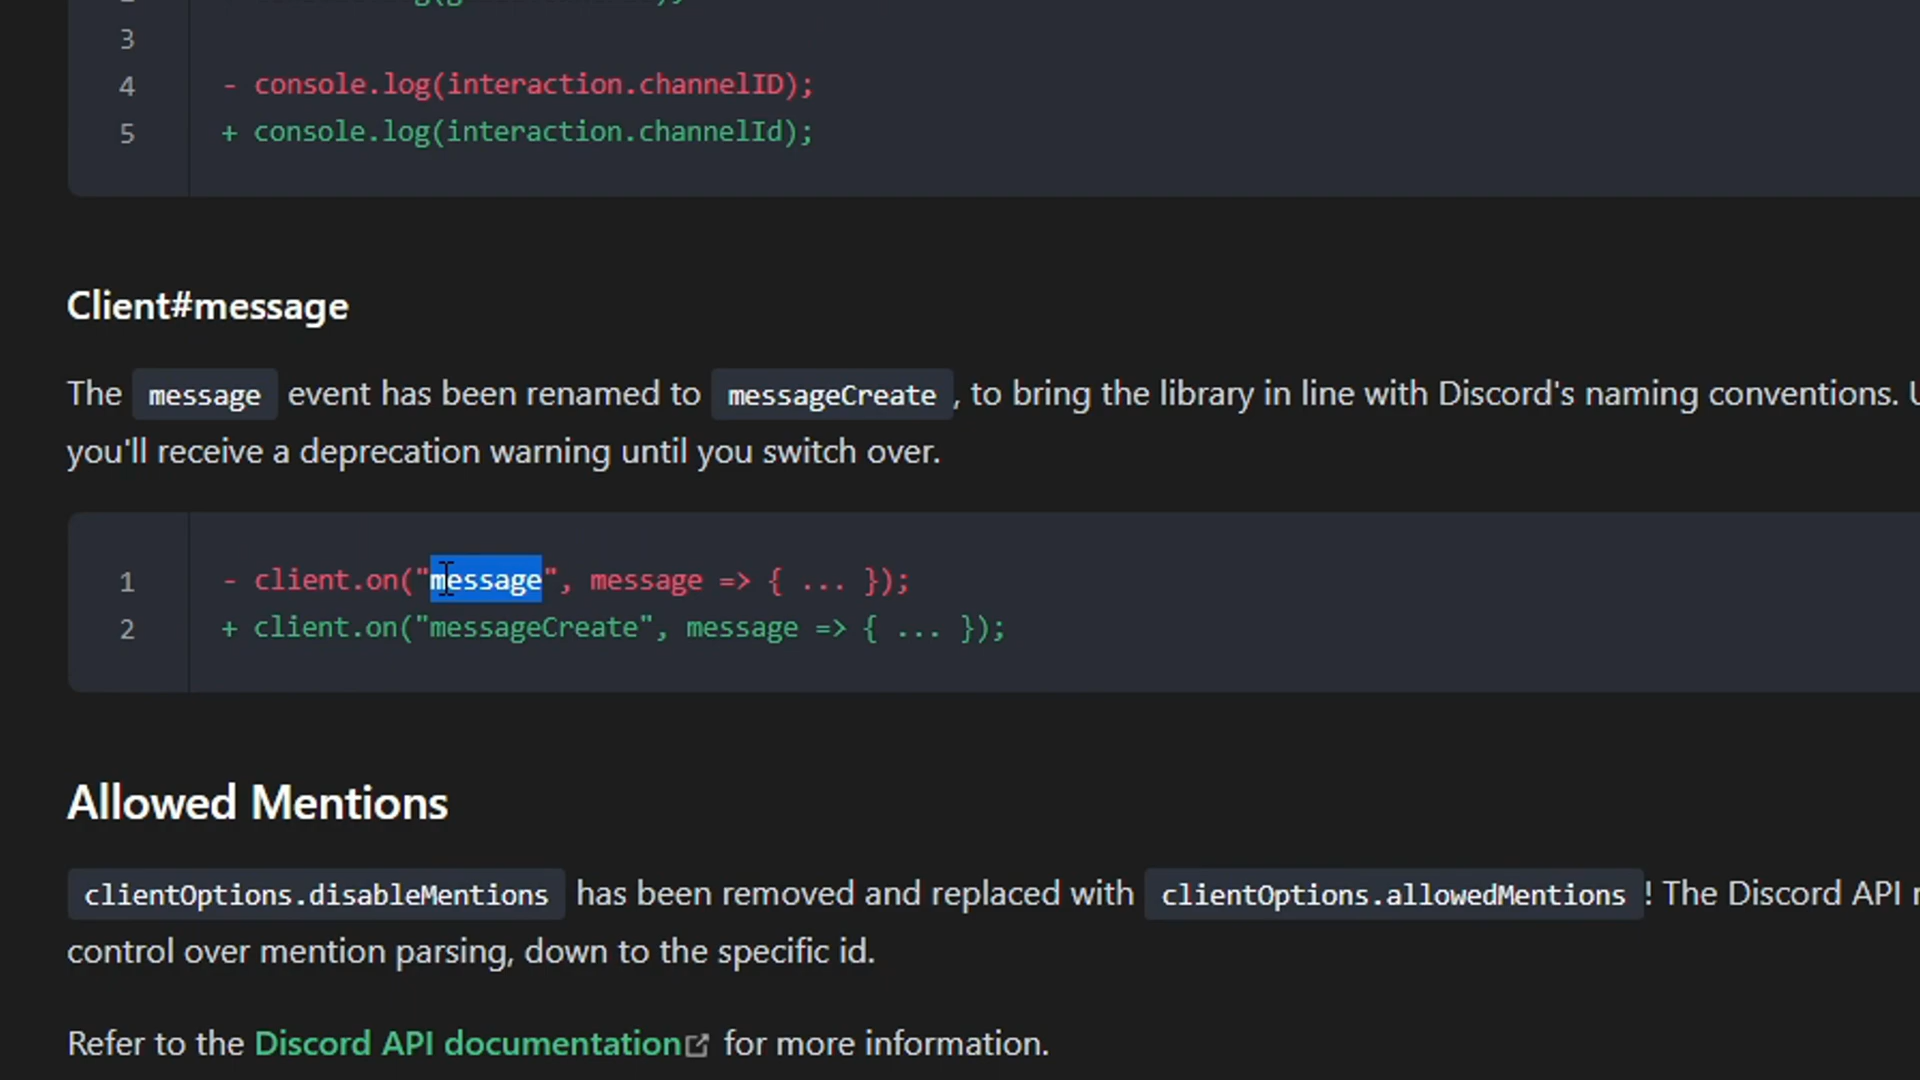 3
4 - console.log(interaction.channelID);
5 + console.log(interaction.channelId);
Client#message
The message event has been renamed to messageCreate, to bring the library in line with Discord's naming conventions.
you'll receive a deprecation warning until you switch over.
1 - client.on("message", message => { ... });
2 + client.on("messageCreate", message => { ... });
Allowed Mentions
clientOptions.disableMentions has been removed and replaced with clientOptions.allowedMentions! The Discord API
control over mention parsing, down to the specific id.
Refer to the Discord API documentation for more information.